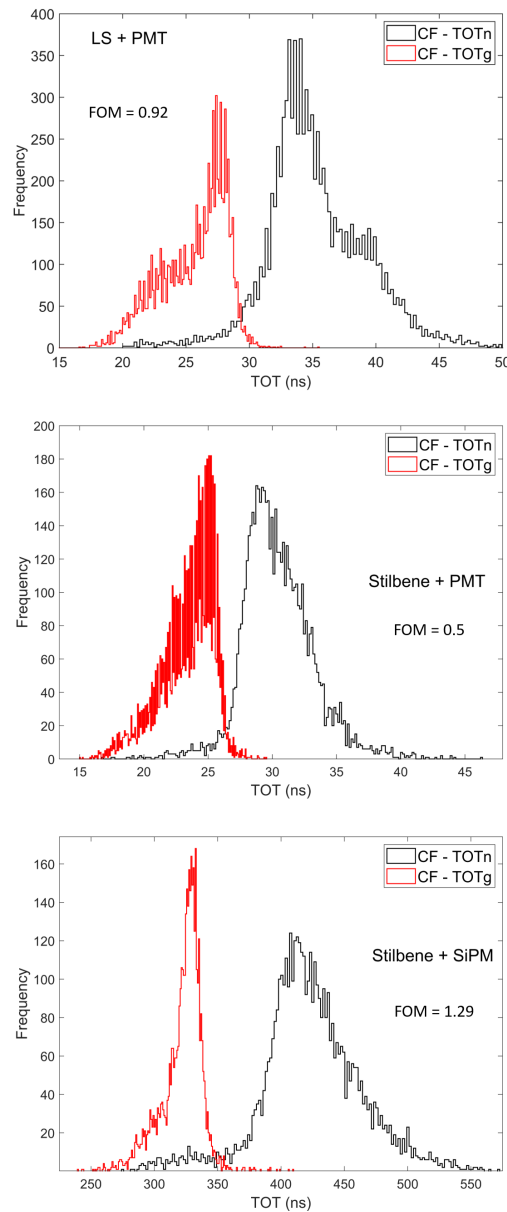 400
350
300
250
200
150
100
50
0
Frequency
LS + PMT
FOM = 0.92
CF - TOTn
CF - TOTg
15 20 25 30 35 40 45 50
TOT (ns)
200
180
160
140
120
100
80
60
40
20
0
Frequency
CF - TOTn
CF - TOTg
Stilbene + PMT
FOM = 0.5
15 20 25 30 35 40 45
TOT (ns)
160
140
120
100
80
60
40
20
Frequency
CF - TOTn
CF - TOTg
Stilbene + SiPM
FOM = 1.29
250 300 350 400 450 500 550
TOT (ns)